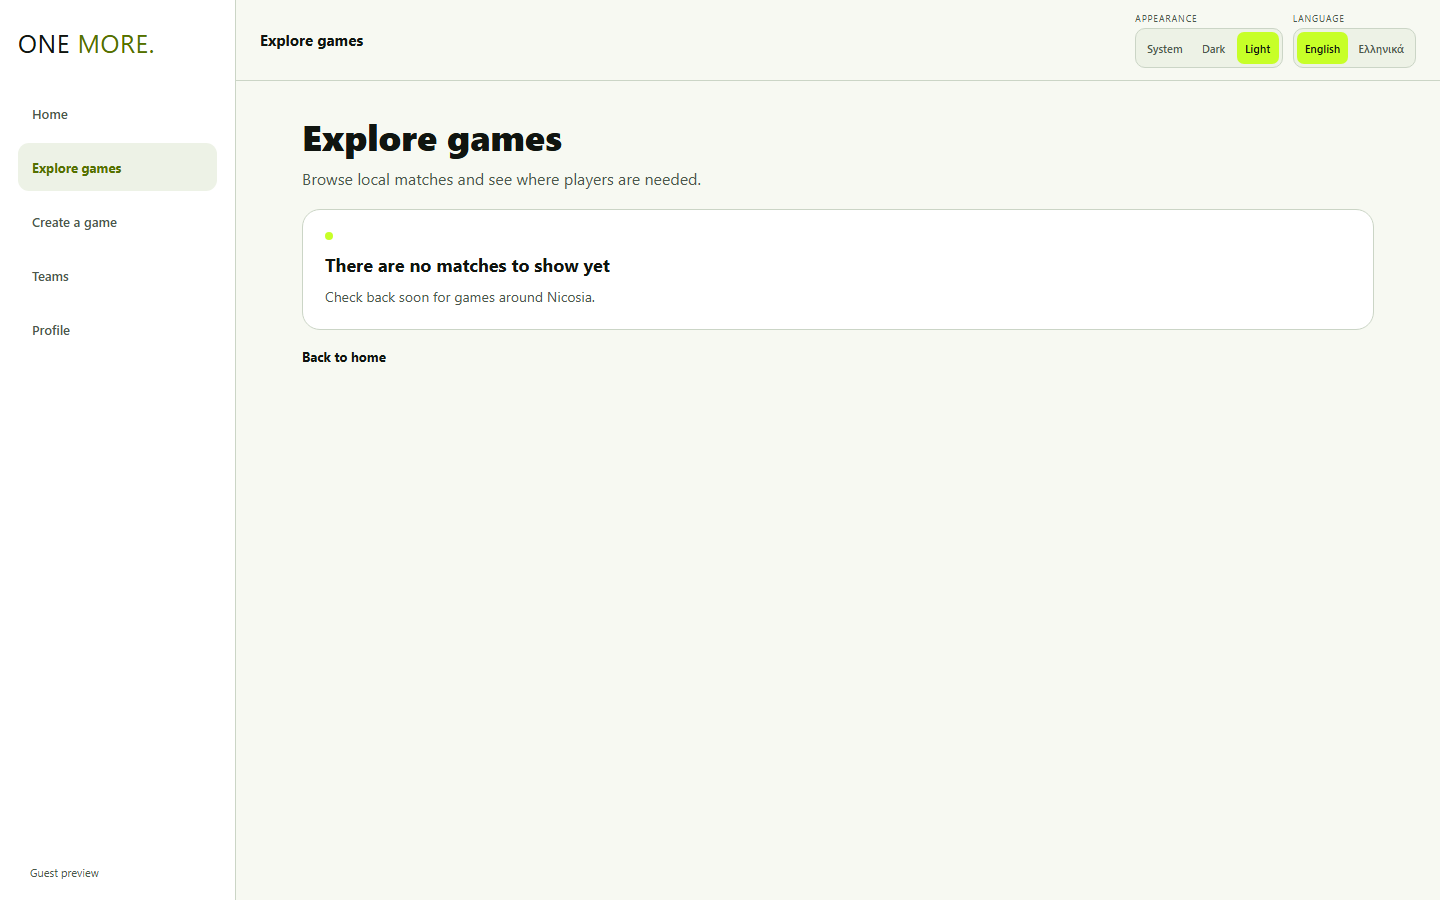 ONE MORE.
Home
Explore games
Create a game
Teams
Profile
Guest preview
Explore games
APPEARANCE
System Dark Light
LANGUAGE
English Ελληνικά
Explore games
Browse local matches and see where players are needed.
There are no matches to show yet
Check back soon for games around Nicosia.
Back to home